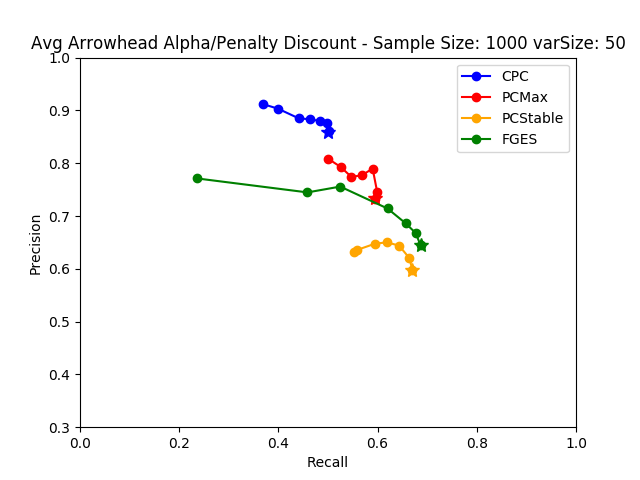 Avg Arrowhead Alpha/Penalty Discount - Sample Size: 1000 varSize: 50
1.0
0.9
0.8
0.7
0.6
0.5
0.4
0.3
Precision
CPC
PCMax
PCStable
FGES
0.0 0.2 0.4 0.6 0.8 1.0
Recall